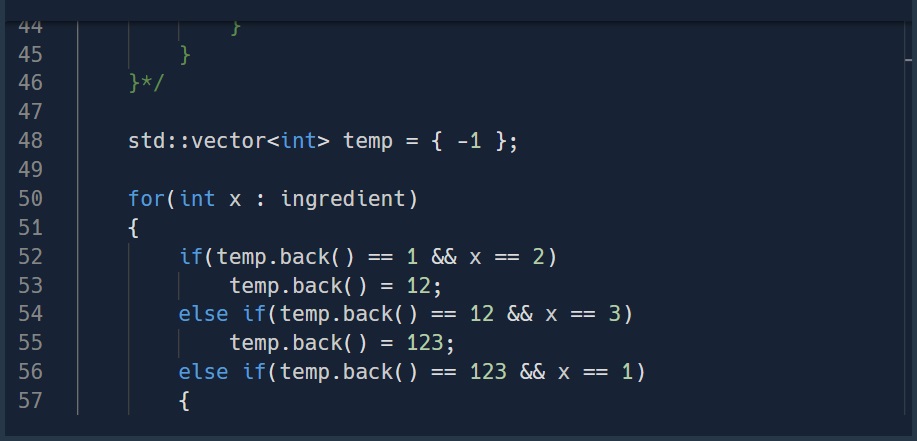 44 }
45 }
46 }*/
47
48 std::vector<int> temp = { -1 };
49
50 for(int x : ingredient)
51 {
52 if(temp.back() == 1 && x == 2)
53 temp.back() = 12;
54 else if(temp.back() == 12 && x == 3)
55 temp.back() = 123;
56 else if(temp.back() == 123 && x == 1)
57 {